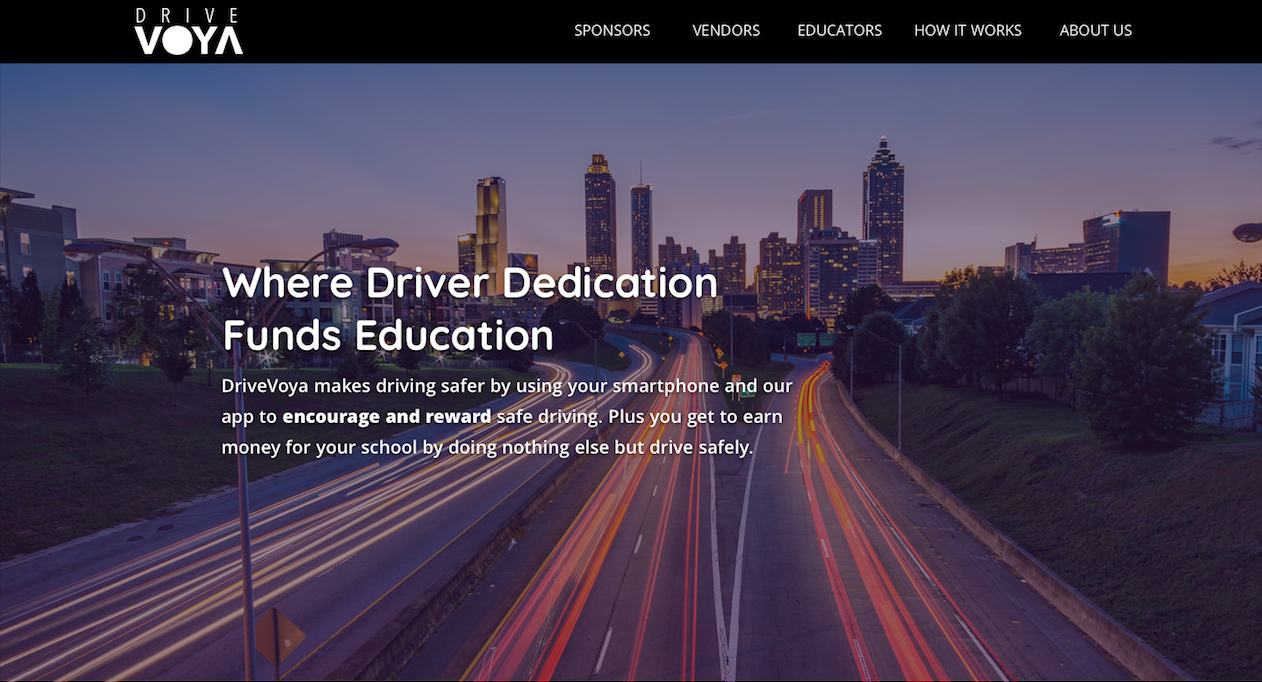 DRIVE
VOYA
SPONSORS VENDORS EDUCATORS HOW IT WORKS ABOUT US
Where Driver Dedication
Funds Education
DriveVoya makes driving safer by using your smartphone and our
app to encourage and reward safe driving. Plus you get to earn
money for your school by doing nothing else but drive safely.